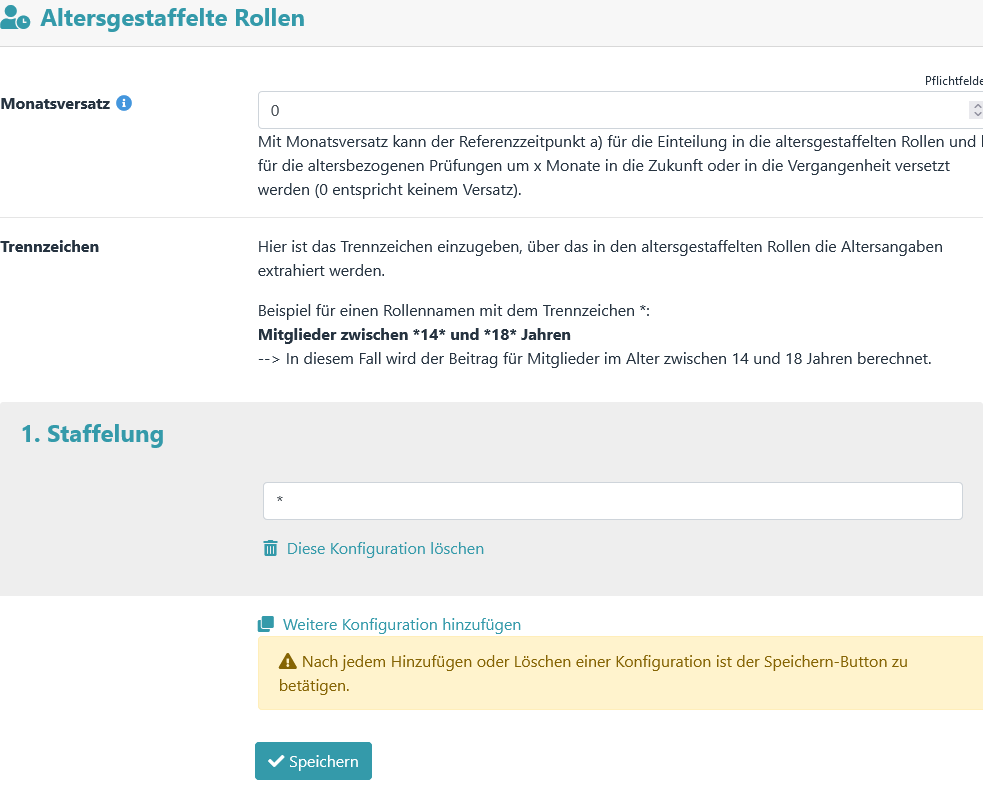 Altersgestaffelte Rollen
Pflichtfelde
Monatsversatz
0
Mit Monatsversatz kann der Referenzzeitpunkt a) für die Einteilung in die altersgestaffelten Rollen und
für die altersbezogenen Prüfungen um x Monate in die Zukunft oder in die Vergangenheit versetzt
werden (0 entspricht keinem Versatz).
Trennzeichen
Hier ist das Trennzeichen einzugeben, über das in den altersgestaffelten Rollen die Altersangaben
extrahiert werden.
Beispiel für einen Rollennamen mit dem Trennzeichen *:
Mitglieder zwischen *14* und *18* Jahren
--> In diesem Fall wird der Beitrag für Mitglieder im Alter zwischen 14 und 18 Jahren berechnet.
1. Staffelung
*
Diese Konfiguration löschen
Weitere Konfiguration hinzufügen
Nach jedem Hinzufügen oder Löschen einer Konfiguration ist der Speichern-Button zu
betätigen.
Speichern